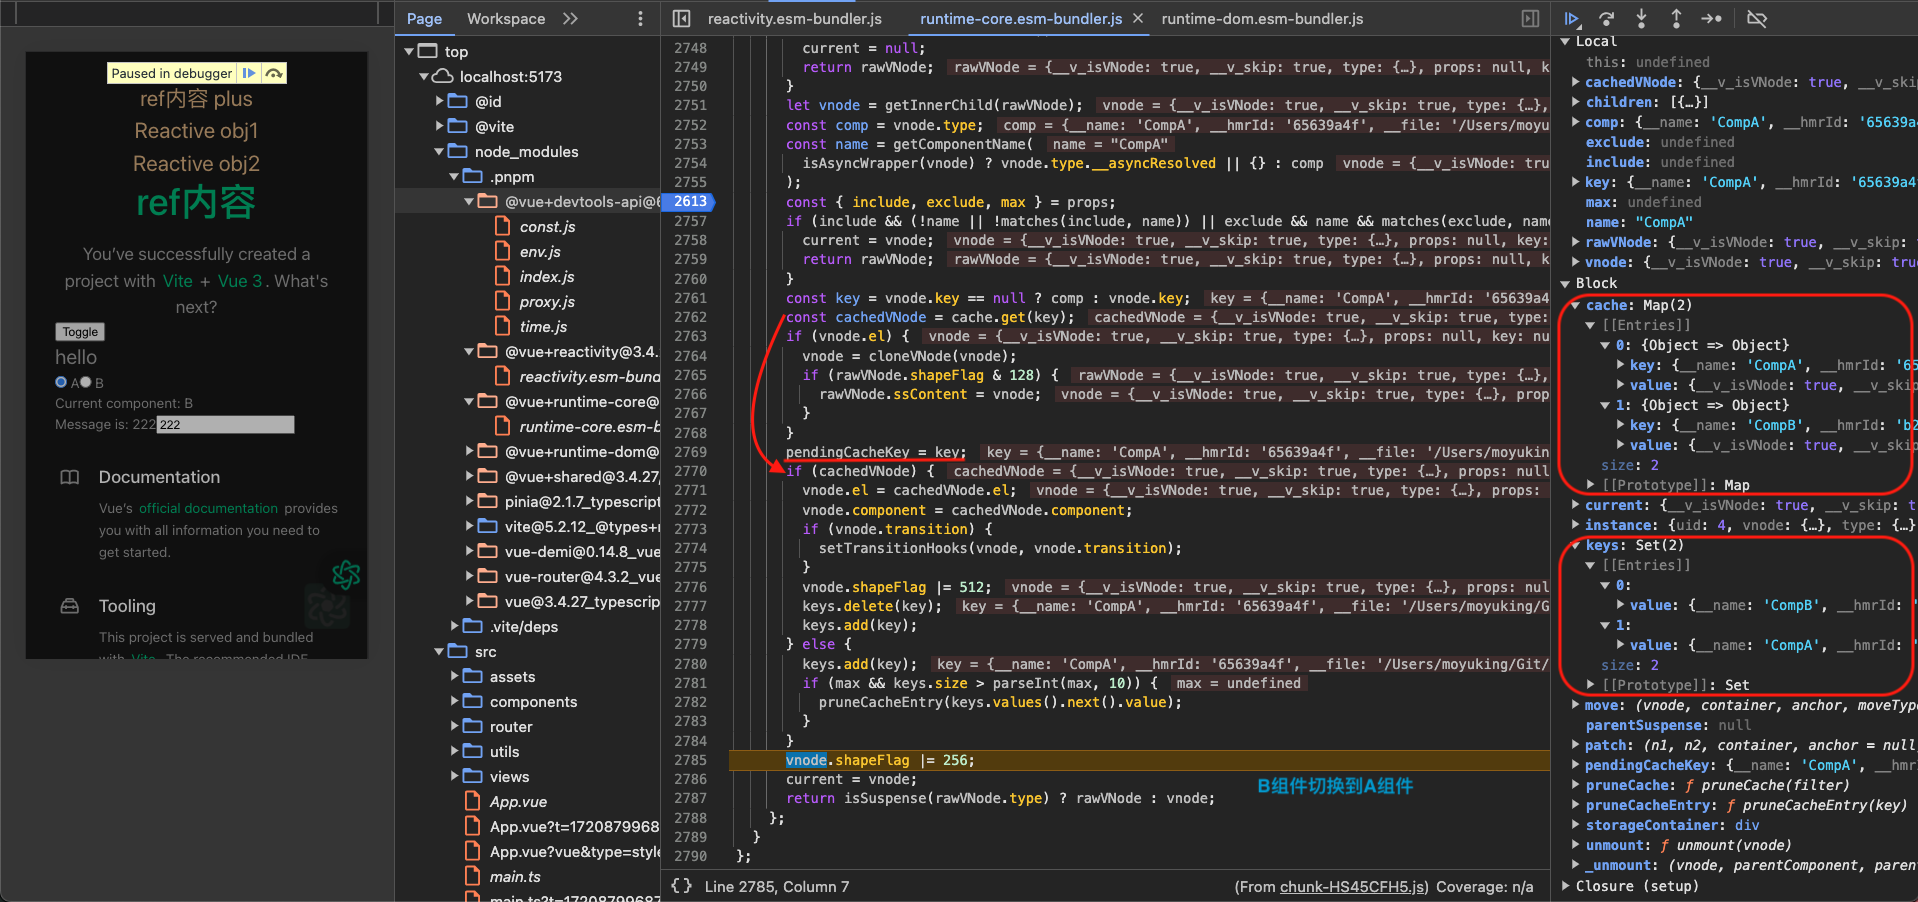 Paused in debugger
ref内容 plus
Reactive obj1
Reactive obj2
ref内容
You've successfully created a
project with Vite + Vue 3. What's
next?
Toggle
hello
A B
Current component: B
Message is: 222 222
Documentation
Vue's official documentation provides
you with all information you need to
get started.
Tooling
This project is served and bundled
with Vite. The recommended IDE
Page Workspace
top
localhost:5173
@id
@vite
node_modules
.pnpm
@vue+devtools-api@6
const.js
env.js
index.js
proxy.js
time.js
@vue+reactivity@3.4.
reactivity.esm-bund
@vue+runtime-core@
runtime-core.esm-b
@vue+runtime-dom@
@vue+shared@3.4.27
pinia@2.1.7_typescript
vite@5.2.12_@types+n
vue-demi@0.14.8_vue
vue-router@4.3.2_vue
vue@3.4.27_typescrip
.vite/deps
src
assets
components
router
utils
views
App.vue
App.vue?t=1720879968
App.vue?vue&type=style
main.ts
main.ts?t=17208799687
reactivity.esm-bundler.js runtime-core.esm-bundler.js runtime-dom.esm-bundler.js
2748 current = null;
2749 return rawVNode; rawVNode = {__v_isVNode: true, __v_skip: true, type: {…}, props: null, k
2750 }
2751 let vnode = getInnerChild(rawVNode); vnode = {__v_isVNode: true, __v_skip: true, type: {…},
2752 const comp = vnode.type; comp = {__name: 'CompA', __hmrId: '65639a4f', __file: '/Users/moyu
2753 const name = getComponentName( name = "CompA"
2754 isAsyncWrapper(vnode) ? vnode.type.__asyncResolved || {} : comp vnode = {__v_isVNode: tru
2755 );
2613 const { include, exclude, max } = props;
2757 if (include && (!name || !matches(include, name)) || exclude && name && matches(exclude, nam
2758 current = vnode; vnode = {__v_isVNode: true, __v_skip: true, type: {…}, props: null, key:
2759 return rawVNode; vnode = {__v_isVNode: true, __v_skip: true, type: {…}, props: null, k
2760 }
2761 const key = vnode.key == null ? comp : vnode.key; key = {__name: 'CompA', __hmrId: '65639a4
2762 const cachedVNode = cache.get(key); cachedVNode = {__v_isVNode: true, __v_skip: true, type:
2763 if (vnode.el) { vnode = {__v_isVNode: true, __v_skip: true, type: {…}, props: null, key: nu
2764 vnode = cloneVNode(vnode);
2765 if (rawVNode.shapeFlag & 128) { rawVNode = {__v_isVNode: true, __v_skip: true, type: {…},
2766 rawVNode.ssContent = vnode; vnode = {__v_isVNode: true, __v_skip: true, type: {…}, prop
2767 }
2768 }
2769 pendingCacheKey = key; key = {__name: 'CompA', __hmrId: '65639a4f', __file: '/Users/moyukin
2770 if (cachedVNode) { cachedVNode = {__v_isVNode: true, __v_skip: true, type: {…}, props: null
2771 vnode.el = cachedVNode.el; vnode = {__v_isVNode: true, __v_skip: true, type: {…}, props:
2772 vnode.component = cachedVNode.component;
2773 if (vnode.transition) {
2774 setTransitionHooks(vnode, vnode.transition);
2775 }
2776 vnode.shapeFlag |= 512; vnode = {__v_isVNode: true, __v_skip: true, type: {…}, props: nul
2777 keys.delete(key); key = {__name: 'CompA', __hmrId: '65639a4f', __file: '/Users/moyuking/G
2778 keys.add(key);
2779 } else {
2780 keys.add(key); key = {__name: 'CompA', __hmrId: '65639a4f', __file: '/Users/moyuking/Git/
2781 if (max && keys.size > parseInt(max, 10)) { max = undefined
2782 pruneCacheEntry(keys.values().next().value);
2783 }
2784 }
2785 vnode.shapeFlag |= 256;
2786 current = vnode;
2787 return isSuspense(rawVNode.type) ? rawVNode : vnode;
2788 };
2789 }
2790 };
B组件切换到A组件
{} Line 2785, Column 7 (From chunk-HS45CFH5.js) Coverage: n/a
Local
this: undefined
cachedVNode: {__v_isVNode: true, __v_skip
children: [{…}]
comp: {__name: 'CompA', __hmrId: '65639a4
exclude: undefined
include: undefined
key: {__name: 'CompA', __hmrId: '65639a4f
max: undefined
name: "CompA"
rawVNode: {__v_isVNode: true, __v_skip:
vnode: {__v_isVNode: true, __v_skip: true
Block
cache: Map(2)
[[Entries]]
0: {Object => Object}
key: {__name: 'CompA', __hmrId: '65
value: {__v_isVNode: true, __v_skip
1: {Object => Object}
key: {__name: 'CompB', __hmrId: 'b2
value: {__v_isVNode: true, __v_skip
size: 2
[[Prototype]]: Map
current: {__v_isVNode: true, __v_skip: t
instance: {uid: 4, vnode: {…}, type: {…}
keys: Set(2)
[[Entries]]
0:
value: {__name: 'CompB', __hmrId: '
1:
value: {__name: 'CompA', __hmrId: '
size: 2
[[Prototype]]: Set
move: (vnode, container, anchor, moveType
parentSuspense: null
patch: (n1, n2, container, anchor = null
pendingCacheKey: {__name: 'CompA', __hmr
pruneCache: ƒ pruneCache(filter)
pruneCacheEntry: ƒ pruneCacheEntry(key)
storageContainer: div
unmount: ƒ unmount(vnode)
_unmount: (vnode, parentComponent, paren
Closure (setup)